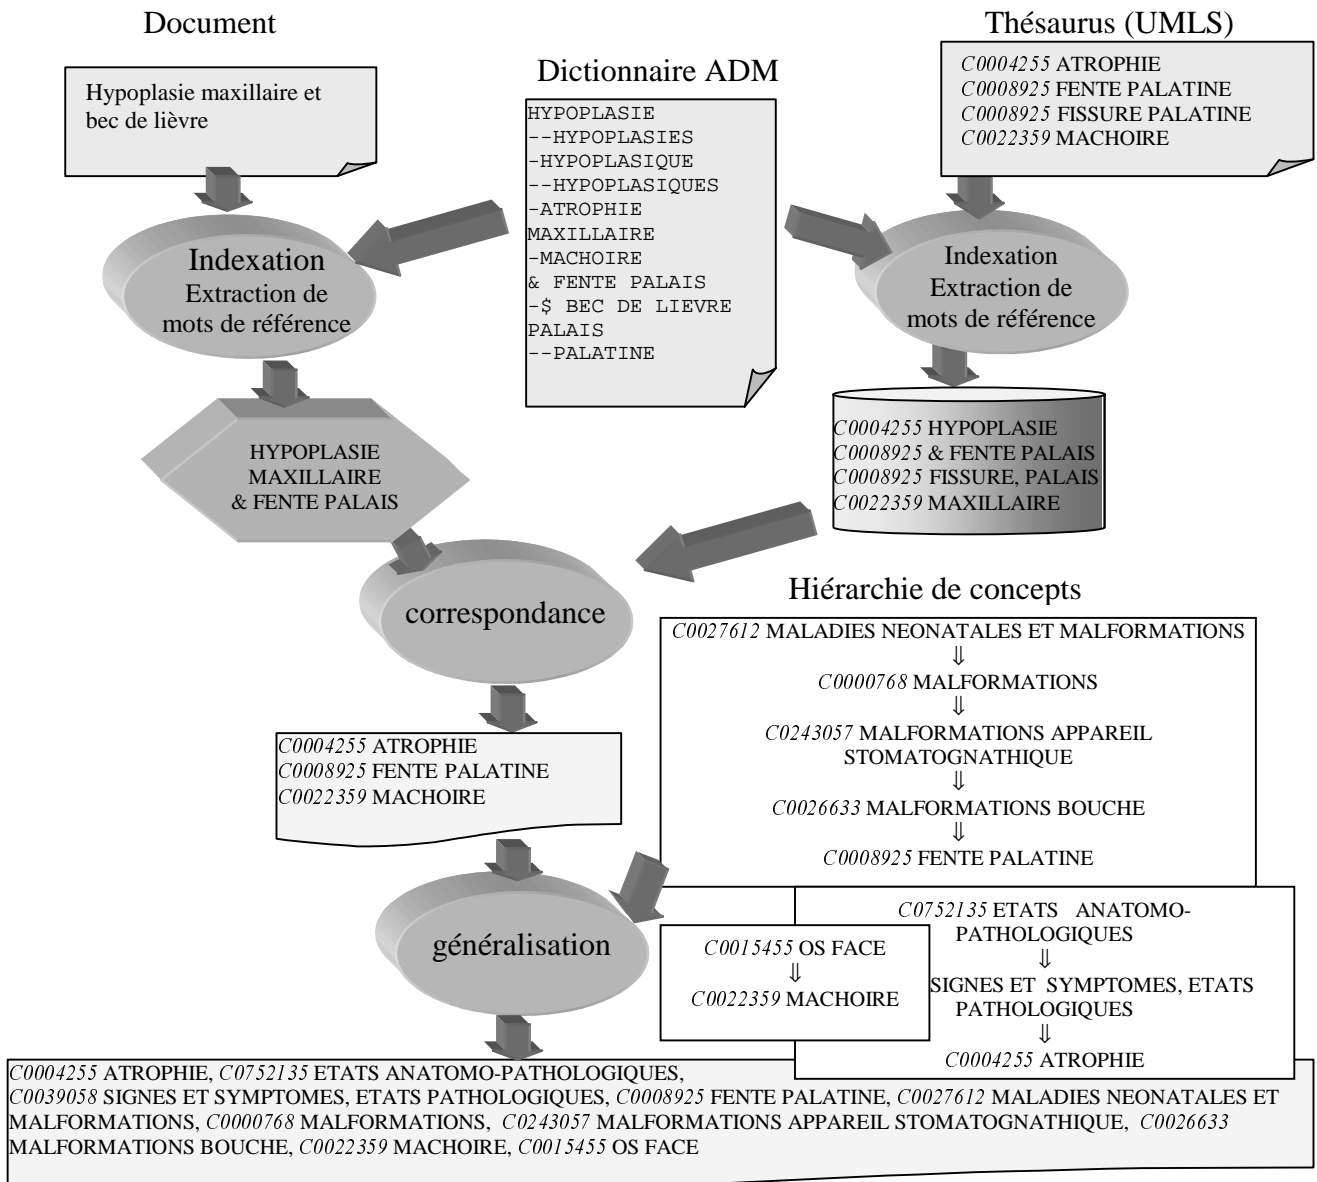 Document
Thésaurus (UMLS)
Dictionnaire ADM
Hypoplasie maxillaire et
bec de lièvre
HYPOPLASIE
--HYPOPLASIES
-HYPOPLASIQUE
--HYPOPLASIQUES
-ATROPHIE
MAXILLAIRE
-MACHOIRE
& FENTE PALAIS
-$ BEC DE LIEVRE
PALAIS
--PALATINE
C0004255 ATROPHIE
C0008925 FENTE PALATINE
C0008925 FISSURE PALATINE
C0022359 MACHOIRE
Indexation
Extraction de
mots de référence
Indexation
Extraction de
mots de référence
HYPOPLASIE
MAXILLAIRE
& FENTE PALAIS
C0004255 HYPOPLASIE
C0008925 & FENTE PALAIS
C0008925 FISSURE, PALAIS
C0022359 MAXILLAIRE
correspondance
Hiérarchie de concepts
C0027612 MALADIES NEONATALES ET MALFORMATIONS
⇓
C0000768 MALFORMATIONS
⇓
C0243057 MALFORMATIONS APPAREIL
STOMATOGNATHIQUE
⇓
C0026633 MALFORMATIONS BOUCHE
⇓
C0008925 FENTE PALATINE
C0004255 ATROPHIE
C0008925 FENTE PALATINE
C0022359 MACHOIRE
généralisation
C0015455 OS FACE
⇓
C0022359 MACHOIRE
C0752135 ETATS ANATOMO-
PATHOLOGIQUES
⇓
SIGNES ET SYMPTOMES, ETATS
PATHOLOGIQUES
⇓
C0004255 ATROPHIE
C0004255 ATROPHIE, C0752135 ETATS ANATOMO-PATHOLOGIQUES,
C0039058 SIGNES ET SYMPTOMES, ETATS PATHOLOGIQUES, C0008925 FENTE PALATINE, C0027612 MALADIES NEONATALES ET
MALFORMATIONS, C0000768 MALFORMATIONS, C0243057 MALFORMATIONS APPAREIL STOMATOGNATHIQUE, C0026633
MALFORMATIONS BOUCHE, C0022359 MACHOIRE, C0015455 OS FACE